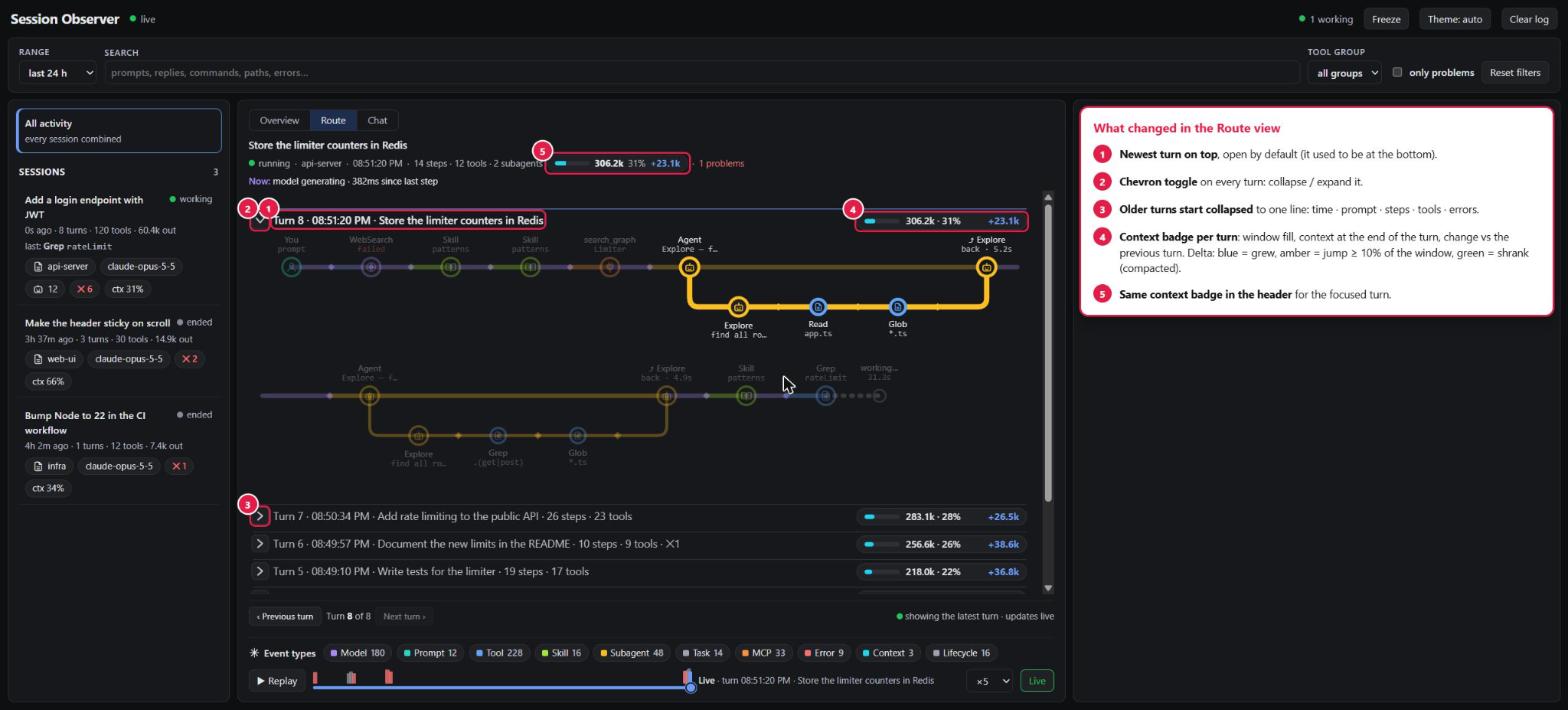 Session Observer
live
1 working
Freeze
Theme: auto
Clear log
RANGE
last 24 h
SEARCH
prompts, replies, commands, paths, errors...
TOOL GROUP
all groups
only problems
Reset filters
All activity
every session combined
SESSIONS 3
Add a login endpoint with JWT
working
0s ago · 8 turns · 120 tools · 60.4k out
last: Grep rateLimit
api-server
claude-opus-5-5
12
✕ 6
ctx 31%
Make the header sticky on scroll
ended
3h 37m ago · 3 turns · 30 tools · 14.9k out
web-ui
claude-opus-5-5
✕ 2
ctx 66%
Bump Node to 22 in the CI workflow
ended
4h 2m ago · 1 turns · 12 tools · 7.4k out
infra
claude-opus-5-5
✕ 1
ctx 34%
Overview
Route
Chat
Store the limiter counters in Redis
running · api-server · 08:51:20 PM · 14 steps · 12 tools · 2 subagents
5
306.2k 31% +23.1k
· 1 problems
Now: model generating · 382ms since last step
2
1
Turn 8 · 08:51:20 PM · Store the limiter counters in Redis
4
306.2k · 31% +23.1k
You
prompt
WebSearch
failed
Skill
patterns
Skill
patterns
search_graph
Limiter
Agent
Explore — f…
⤴ Explore
back · 5.2s
Explore
find all ro…
Read
app.ts
Glob
*.ts
Agent
Explore — f…
⤴ Explore
back · 4.9s
Skill
patterns
Grep
rateLimit
working…
31.3s
Explore
find all ro…
Grep
.(get|post)
Glob
*.ts
3
Turn 7 · 08:50:34 PM · Add rate limiting to the public API · 26 steps · 23 tools
283.1k · 28% +26.5k
Turn 6 · 08:49:57 PM · Document the new limits in the README · 10 steps · 9 tools · ✕1
256.6k · 26% +38.6k
Turn 5 · 08:49:10 PM · Write tests for the limiter · 19 steps · 17 tools
218.0k · 22% +36.8k
‹ Previous turn
Turn 8 of 8
Next turn ›
showing the latest turn · updates live
Event types
Model 180
Prompt 12
Tool 228
Skill 16
Subagent 48
Task 14
MCP 33
Error 9
Context 3
Lifecycle 16
Replay
Live · turn 08:51:20 PM · Store the limiter counters in Redis
×5
Live
What changed in the Route view
1 Newest turn on top, open by default (it used to be at the bottom).
2 Chevron toggle on every turn: collapse / expand it.
3 Older turns start collapsed to one line: time · prompt · steps · tools · errors.
4 Context badge per turn: window fill, context at the end of the turn, change vs the
previous turn. Delta: blue = grew, amber = jump ≥ 10% of the window, green = shrank
(compacted).
5 Same context badge in the header for the focused turn.